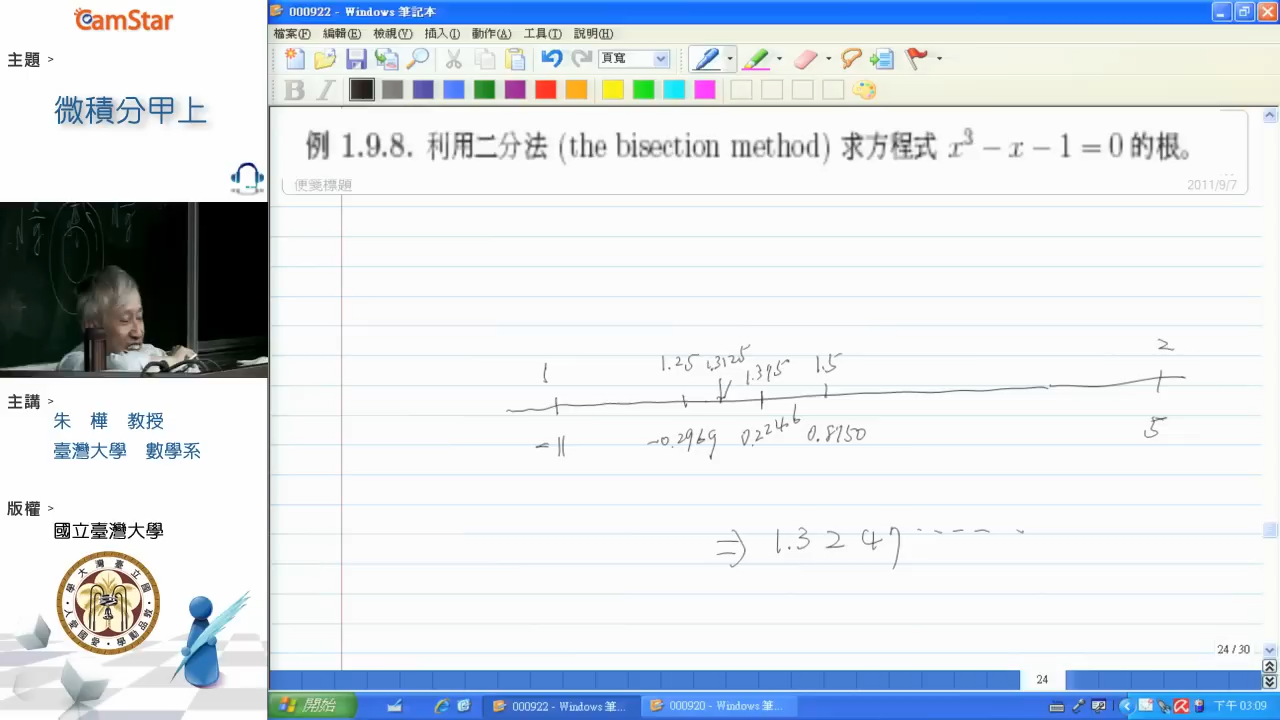 CamStar
主題 >
微積分甲上
主講 >
朱 樺 教授
臺灣大學 數學系
版權 >
國立臺灣大學
000922 - Windows 筆記本
檔案(F) 編輯(E) 檢視(V) 插入(I) 動作(A) 工具(T) 說明(H)
頁寬
B I
例 1.9.8. 利用二分法 (the bisection method) 求方程式 x³ − x − 1 = 0 的根。
便箋標題
2011/9/7
1 1.25 1.3125 1.375 1.5 2
-1 -0.2969 0.2246 0.8750 5
⇒ 1.3247 ......
24 / 30
24
開始
000922 - Windows 筆...
000920 - Windows 筆...
下午 03:09